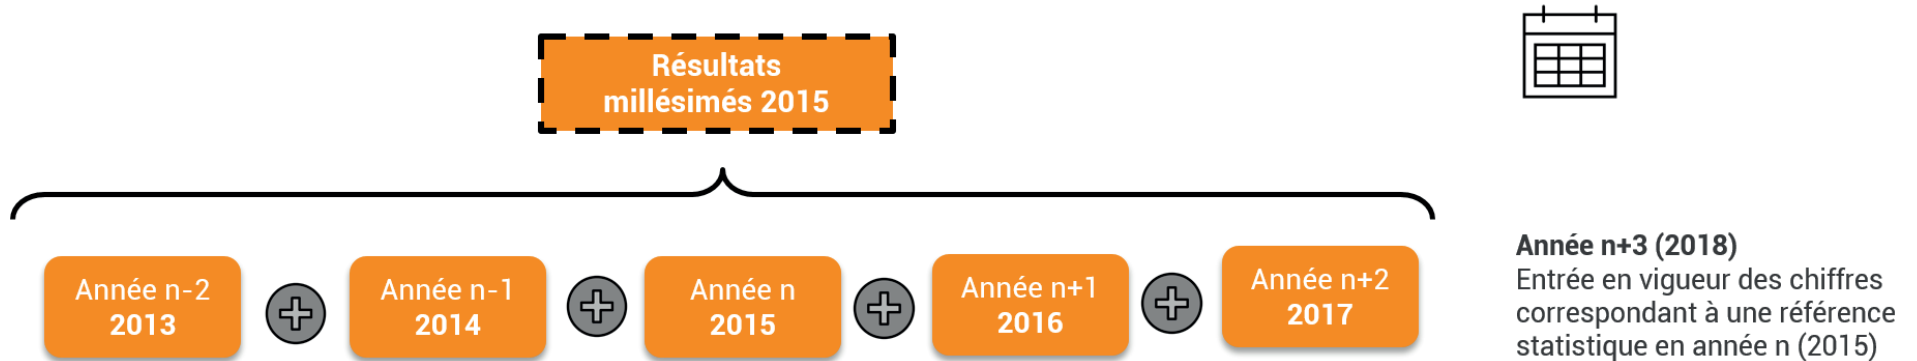 Résultats
millésimés 2015
Année n-2
2013
Année n-1
2014
Année n
2015
Année n+1
2016
Année n+2
2017
Année n+3 (2018)
Entrée en vigueur des chiffres
correspondant à une référence
statistique en année n (2015)